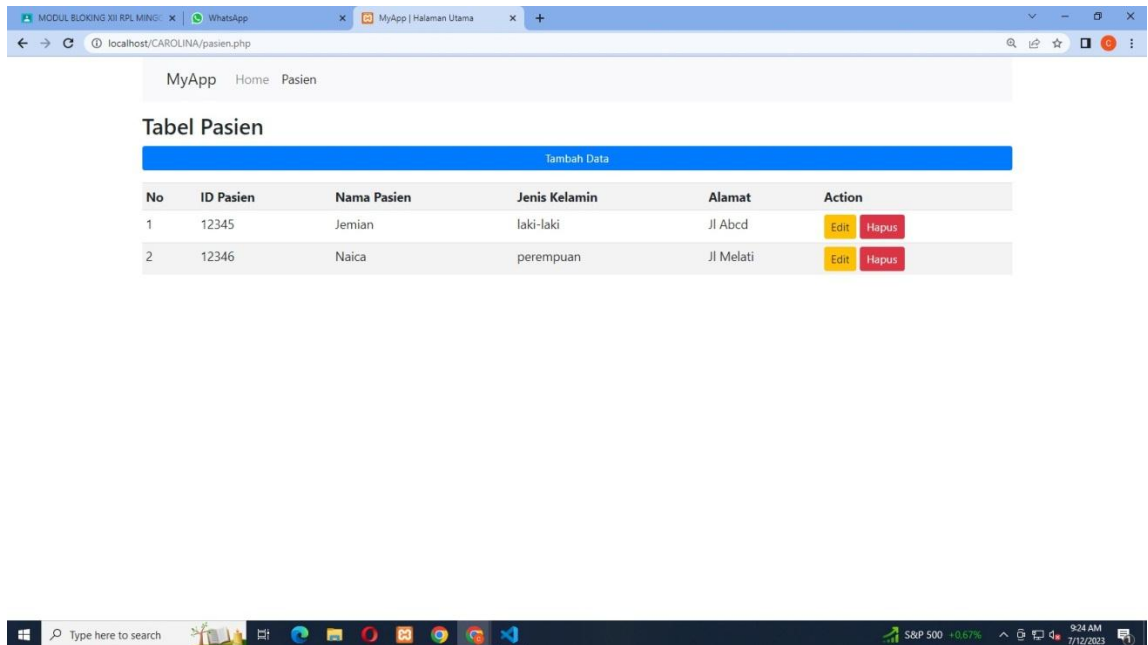 MODUL BLOKING XII RPL MINGG WhatsApp MyApp | Halaman Utama
localhost/CAROLINA/pasien.php
MyApp Home Pasien
Tabel Pasien
Tambah Data
No ID Pasien Nama Pasien Jenis Kelamin Alamat Action
1 12345 Jemian laki-laki Jl Abcd Edit Hapus
2 12346 Naica perempuan Jl Melati Edit Hapus
Type here to search S&P 500 +0.67% 9:24 AM
7/12/2023